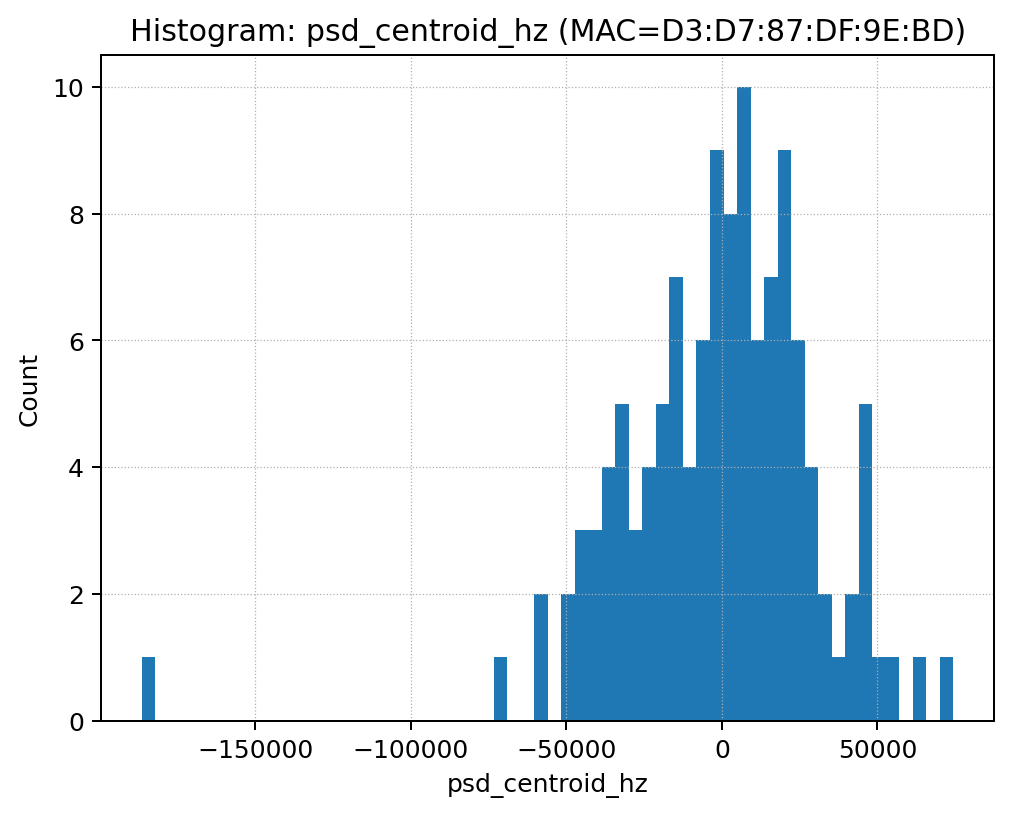 Histogram: psd_centroid_hz (MAC=D3:D7:87:DF:9E:BD)
10
8
6
4
2
0
Count
−150000 −100000 −50000 0 50000
psd_centroid_hz